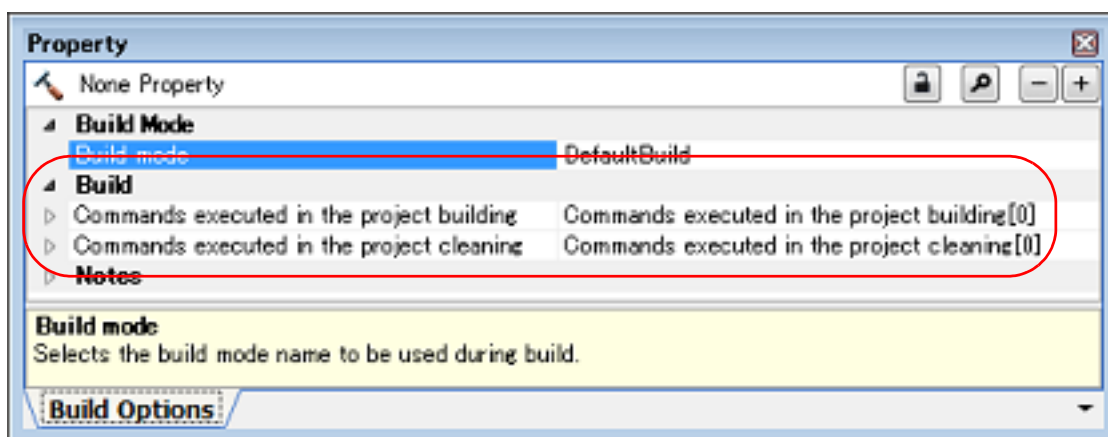 Property
None Property
Build Mode
Build mode DefaultBuild
Build
Commands executed in the project building Commands executed in the project building[0]
Commands executed in the project cleaning Commands executed in the project cleaning[0]
Notes
Build mode
Selects the build mode name to be used during build.
Build Options